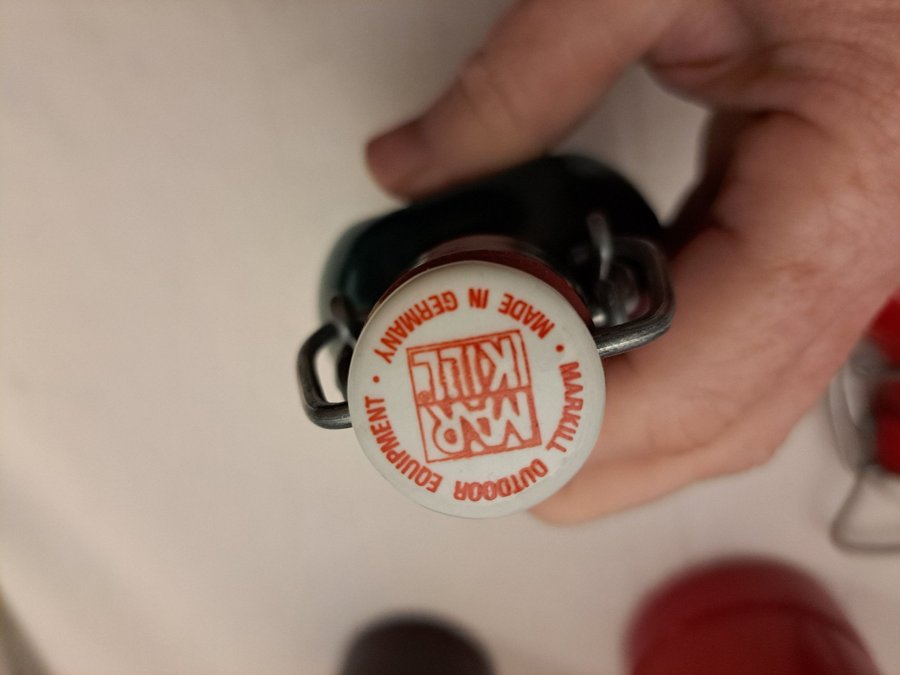 MARKILL OUTDOOR EQUIPMENT • MADE IN GERMANY •
MAR
KILL